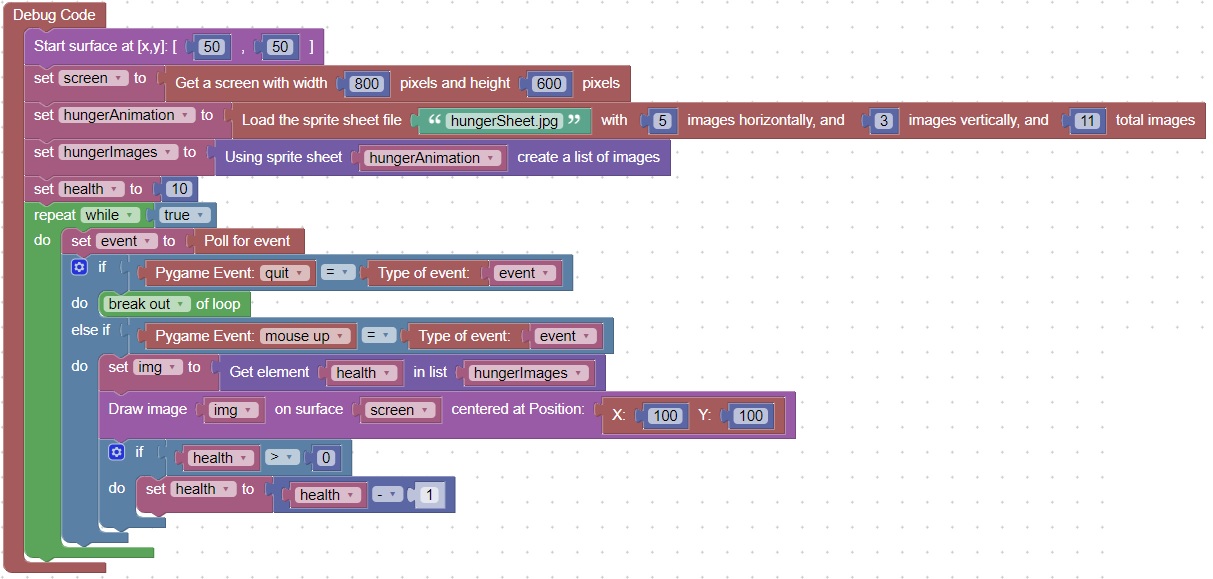 Debug Code
Start surface at [x,y]: [ 50 , 50 ]
set screen to Get a screen with width 800 pixels and height 600 pixels
set hungerAnimation to Load the sprite sheet file “ hungerSheet.jpg ” with 5 images horizontally, and 3 images vertically, and 11 total images
set hungerImages to Using sprite sheet hungerAnimation create a list of images
set health to 10
repeat while true
do set event to Poll for event
if Pygame Event: quit = Type of event: event
do break out of loop
else if Pygame Event: mouse up = Type of event: event
do set img to Get element health in list hungerImages
Draw image img on surface screen centered at Position: X: 100 Y: 100
if health > 0
do set health to health - 1